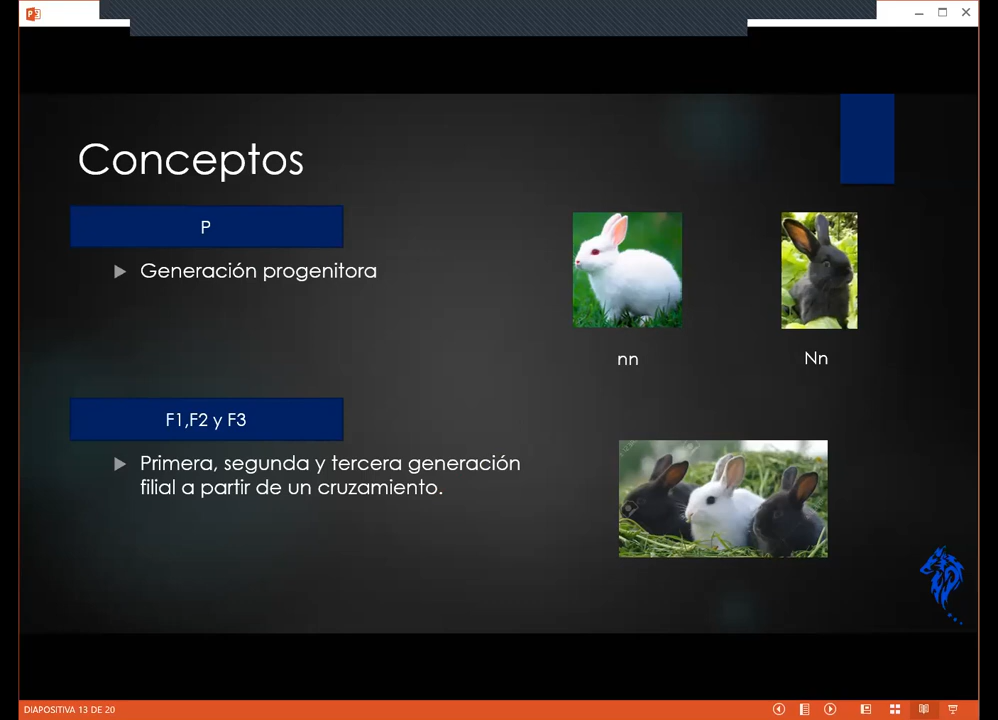 Conceptos
P
Generación progenitora
nn
Nn
F1,F2 y F3
Primera, segunda y tercera generación
filial a partir de un cruzamiento.
DIAPOSITIVA 13 DE 20